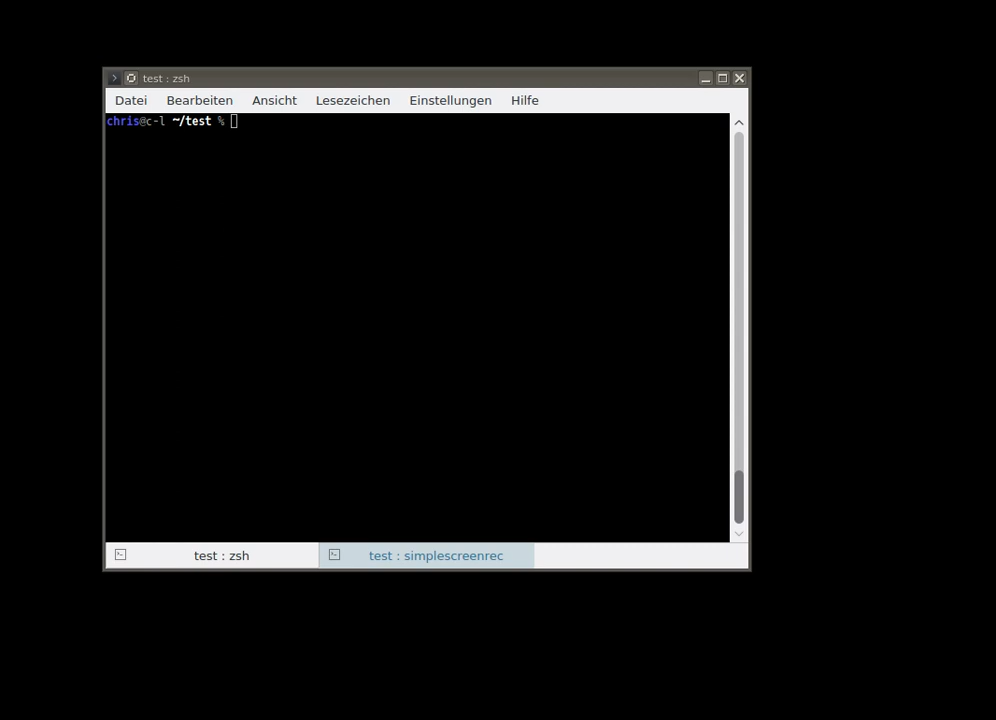 test : zsh
Datei Bearbeiten Ansicht Lesezeichen Einstellungen Hilfe
chris@c-l ~/test %
test : zsh test : simplescreenrec